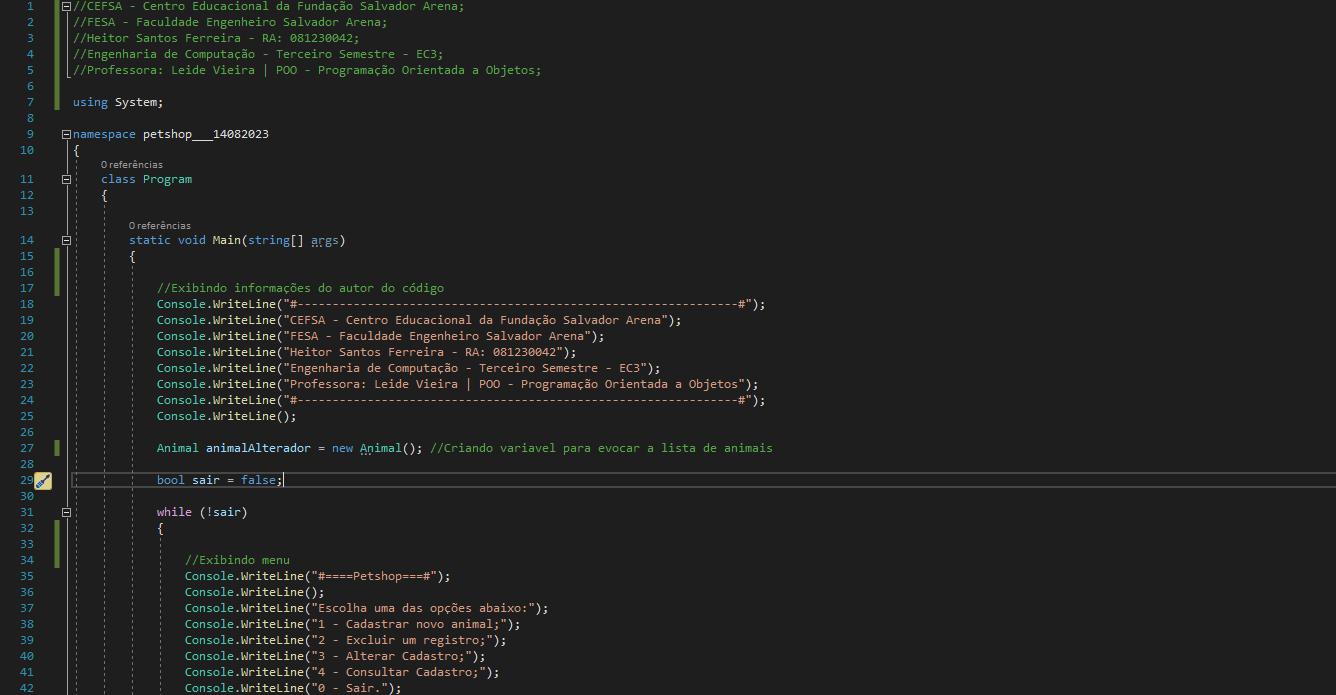 1 //CEFSA - Centro Educacional da Fundação Salvador Arena;
2 //FESA - Faculdade Engenheiro Salvador Arena;
3 //Heitor Santos Ferreira - RA: 081230042;
4 //Engenharia de Computação - Terceiro Semestre - EC3;
5 //Professora: Leide Vieira | POO - Programação Orientada a Objetos;
6
7 using System;
8
9 namespace petshop___14082023
10 {
0 referências
11 class Program
12 {
13
0 referências
14 static void Main(string[] args)
15 {
16
17 //Exibindo informações do autor do código
18 Console.WriteLine("#---------------------------------------------------------------#");
19 Console.WriteLine("CEFSA - Centro Educacional da Fundação Salvador Arena");
20 Console.WriteLine("FESA - Faculdade Engenheiro Salvador Arena");
21 Console.WriteLine("Heitor Santos Ferreira - RA: 081230042");
22 Console.WriteLine("Engenharia de Computação - Terceiro Semestre - EC3");
23 Console.WriteLine("Professora: Leide Vieira | POO - Programação Orientada a Objetos");
24 Console.WriteLine("#---------------------------------------------------------------#");
25 Console.WriteLine();
26
27 Animal animalAlterador = new Animal(); //Criando variavel para evocar a lista de animais
28
29 bool sair = false;
30
31 while (!sair)
32 {
33
34 //Exibindo menu
35 Console.WriteLine("#====Petshop===#");
36 Console.WriteLine();
37 Console.WriteLine("Escolha uma das opções abaixo:");
38 Console.WriteLine("1 - Cadastrar novo animal;");
39 Console.WriteLine("2 - Excluir um registro;");
40 Console.WriteLine("3 - Alterar Cadastro;");
41 Console.WriteLine("4 - Consultar Cadastro;");
42 Console.WriteLine("0 - Sair.");